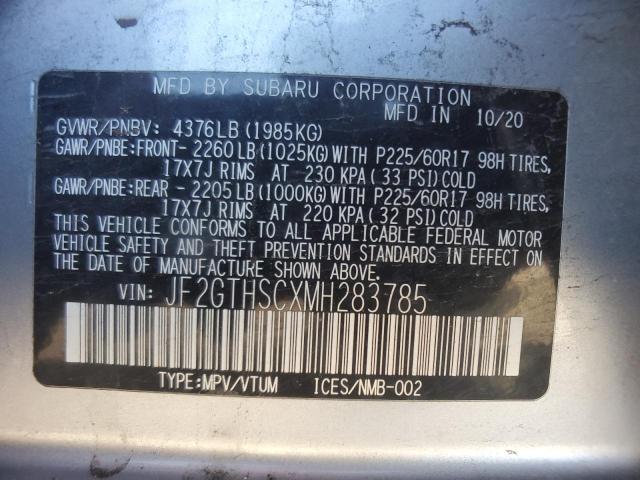 MFD BY SUBARU CORPORATION
MFD IN 10/20
GVWR/PNBV: 4376LB (1985KG)
GAWR/PNBE:FRONT- 2260LB (1025KG) WITH P225/60R17 98H TIRES,
17X7J RIMS AT 230 KPA (33 PSI) COLD
GAWR/PNBE:REAR - 2205LB (1000KG) WITH P225/60R17 98H TIRES,
17X7J RIMS AT 220 KPA (32 PSI) COLD
THIS VEHICLE CONFORMS TO ALL APPLICABLE FEDERAL MOTOR
VEHICLE SAFETY AND THEFT PREVENTION STANDARDS IN EFFECT ON
THE DATE OF MANUFACTURE SHOWN ABOVE.
VIN: JF2GTHSCXMH283785
TYPE:MPV/VTUM ICES/NMB-002